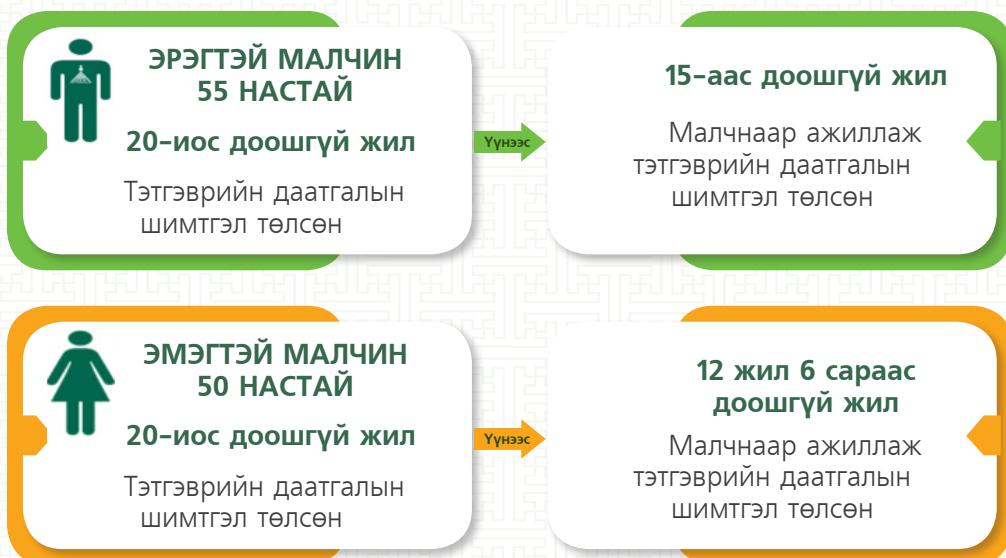 ЭРЭГТЭЙ МАЛЧИН
55 НАСТАЙ
20-иос доошгүй жил
Тэтгэврийн даатгалын
шимтгэл төлсөн
Үүнээс
15-аас доошгүй жил
Малчнаар ажиллаж
тэтгэврийн даатгалын
шимтгэл төлсөн
ЭМЭГТЭЙ МАЛЧИН
50 НАСТАЙ
20-иос доошгүй жил
Тэтгэврийн даатгалын
шимтгэл төлсөн
Үүнээс
12 жил 6 сараас
доошгүй жил
Малчнаар ажиллаж
тэтгэврийн даатгалын
шимтгэл төлсөн